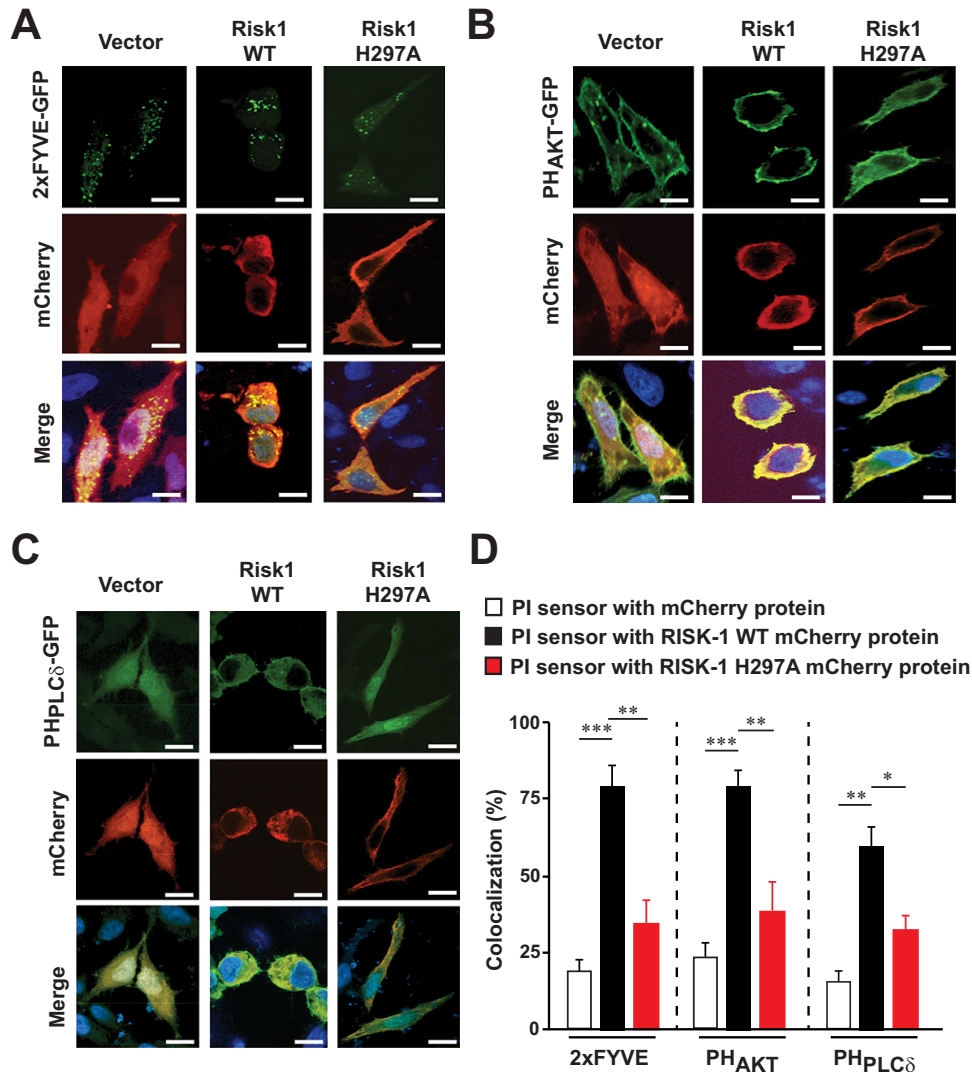 A
Vector
Risk1
WT
Risk1
H297A
2xFYVE-GFP
mCherry
Merge
B
Vector
Risk1
WT
Risk1
H297A
PHAKT-GFP
mCherry
Merge
C
Vector
Risk1
WT
Risk1
H297A
PHPLCδ-GFP
mCherry
Merge
D
PI sensor with mCherry protein
PI sensor with RISK-1 WT mCherry protein
PI sensor with RISK-1 H297A mCherry protein
Colocalization (%)
100
75
50
25
0
*** **
*** **
** *
2xFYVE
PHAKT
PHPLCδ